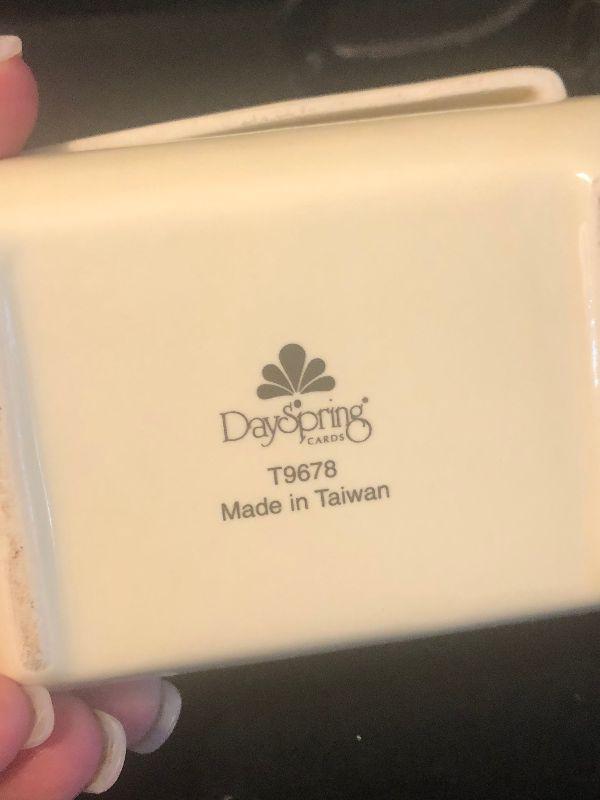 DaySpring
CARDS
T9678
Made in Taiwan